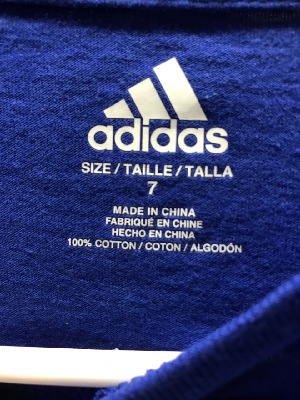 adidas
SIZE / TAILLE / TALLA
7
MADE IN CHINA
FABRIQUÉ EN CHINE
HECHO EN CHINA
100% COTTON / COTON / ALGODÓN